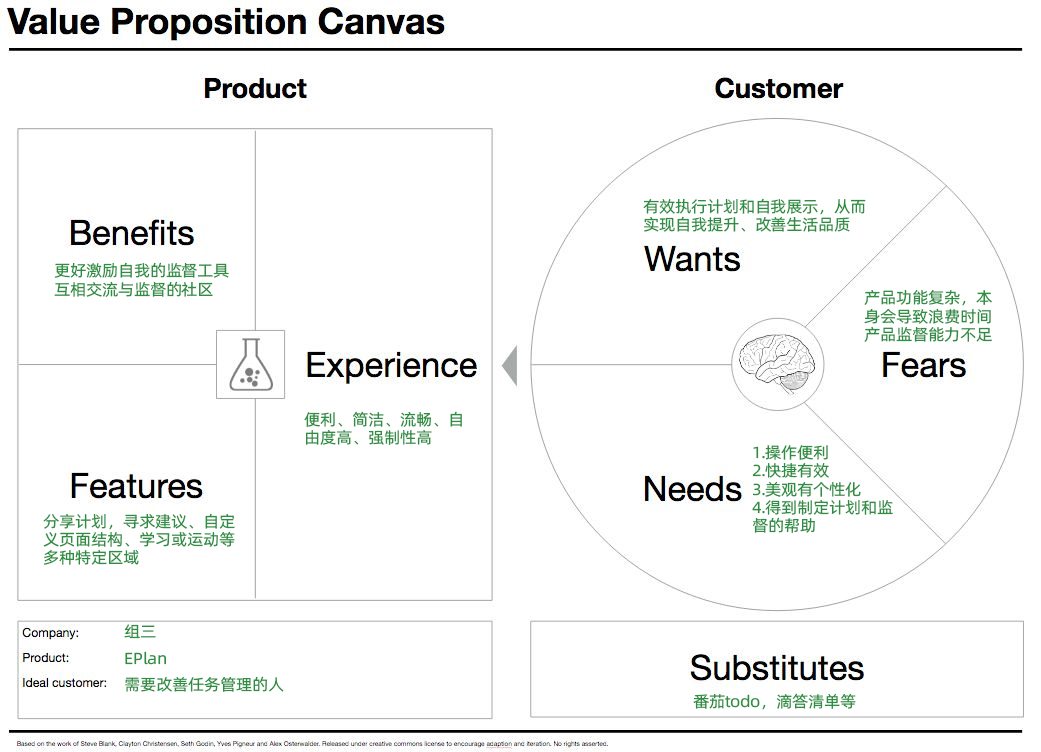 Value Proposition Canvas
Product
Benefits
更好激励自我的监督工具
互相交流与监督的社区
Experience
便利、简洁、流畅、自
由度高、强制性高
Features
分享计划，寻求建议、自定
义页面结构、学习或运动等
多种特定区域
Customer
有效执行计划和自我展示，从而
实现自我提升、改善生活品质
Wants
产品功能复杂，本
身会导致浪费时间
产品监督能力不足
Fears
Needs
1.操作便利
2.快捷有效
3.美观有个性化
4.得到制定计划和监
督的帮助
Company: 组三
Product: EPlan
Ideal customer: 需要改善任务管理的人
Substitutes
番茄todo，滴答清单等
Based on the work of Steve Blank, Clayton Christensen, Seth Godin, Yves Pigneur and Alex Osterwalder. Released under creative commons license to encourage adaption and iteration. No rights asserted.